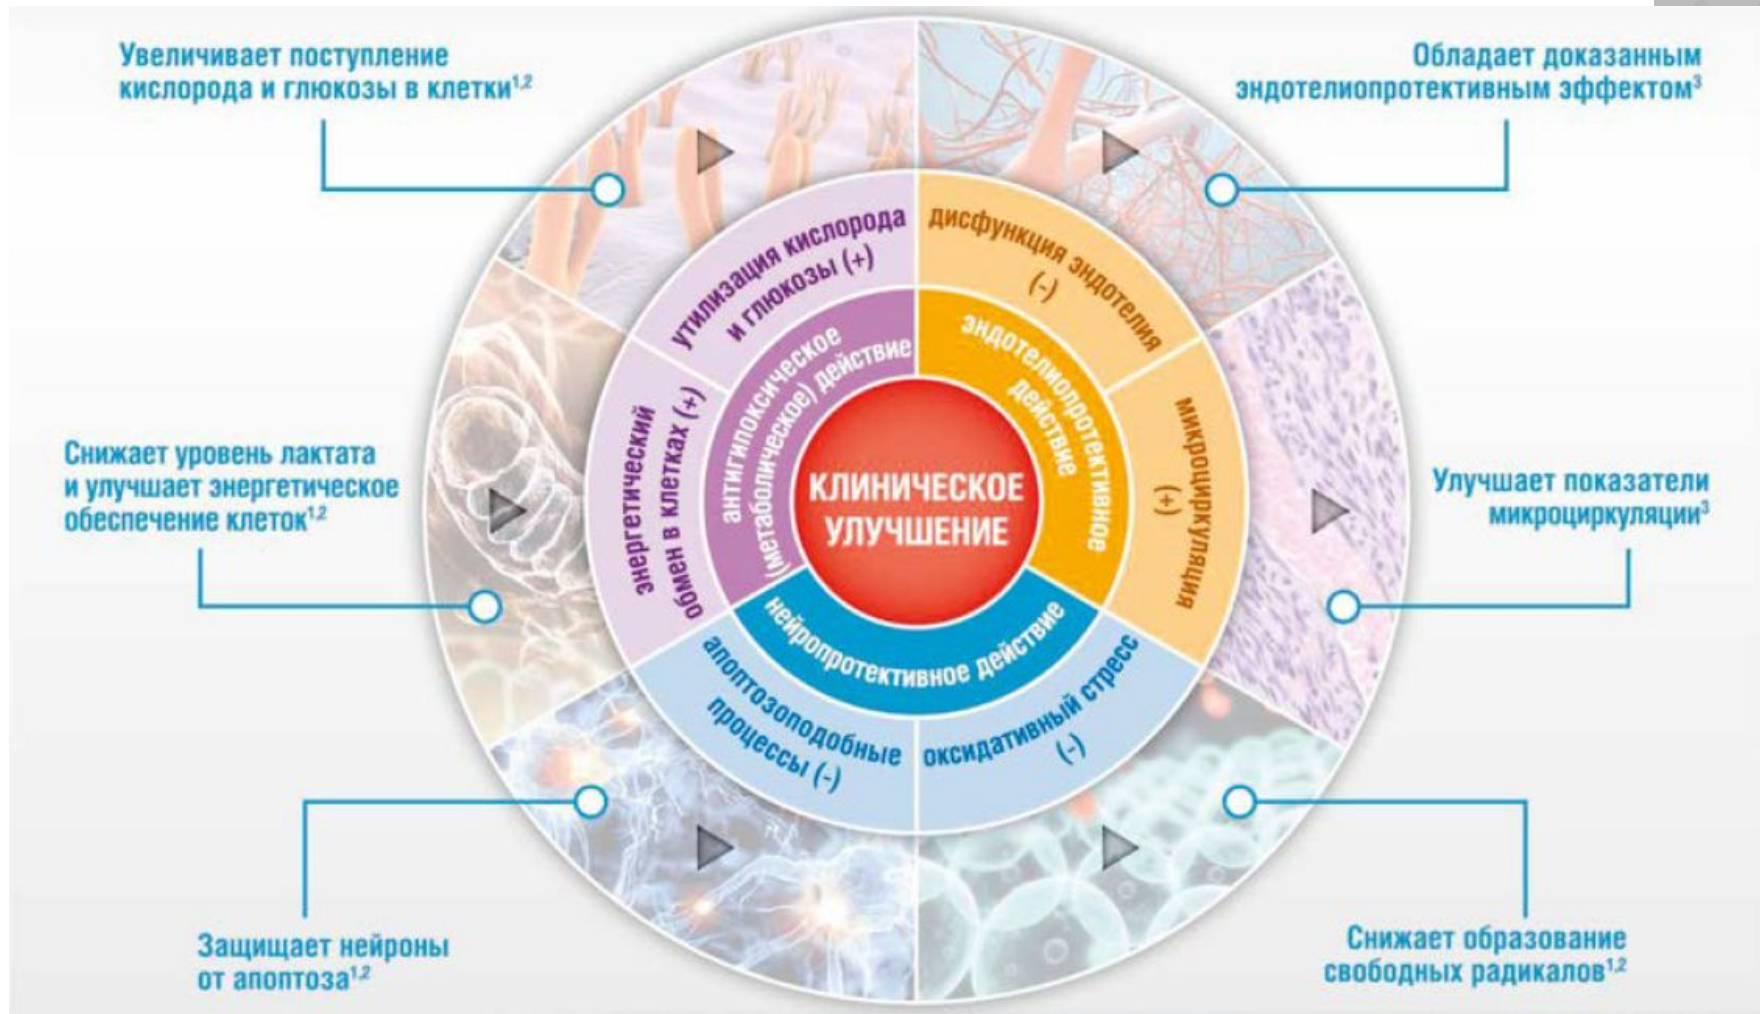 Увеличивает поступление
кислорода и глюкозы в клетки1,2
Обладает доказанным
эндотелиопротективным эффектом3
утилизация кислорода
и глюкозы (+)
дисфункция эндотелия
(-)
антигипоксическое
(метаболическое) действие
эндотелиопротективное
действие
энергетический
обмен в клетках (+)
микроциркуляция
(+)
КЛИНИЧЕСКОЕ
УЛУЧШЕНИЕ
Снижает уровень лактата
и улучшает энергетическое
обеспечение клеток1,2
Улучшает показатели
микроциркуляции3
нейропротективное действие
апоптозоподобные
процессы (-)
оксидативный стресс
(-)
Защищает нейроны
от апоптоза1,2
Снижает образование
свободных радикалов1,2